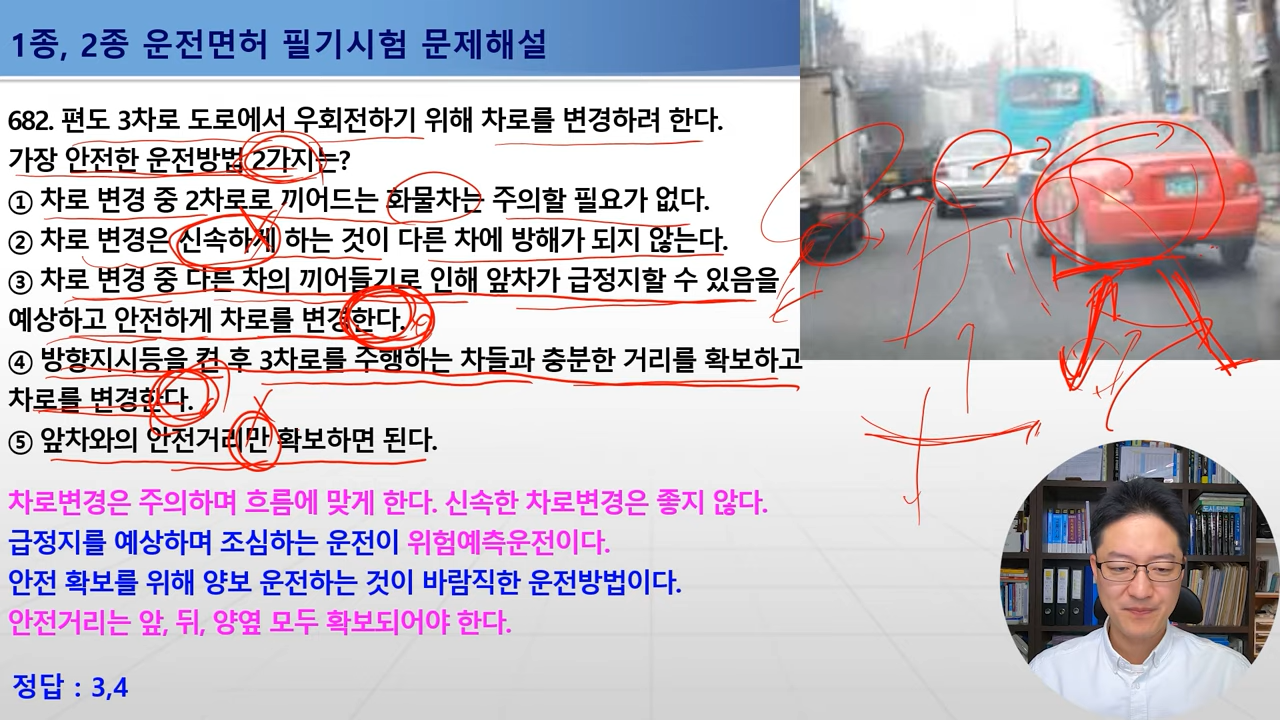 1종, 2종 운전면허 필기시험 문제해설
682. 편도 3차로 도로에서 우회전하기 위해 차로를 변경하려 한다.
가장 안전한 운전방법 2가지는?
① 차로 변경 중 2차로로 끼어드는 화물차는 주의할 필요가 없다.
② 차로 변경은 신속하게 하는 것이 다른 차에 방해가 되지 않는다.
③ 차로 변경 중 다른 차의 끼어들기로 인해 앞차가 급정지할 수 있음을
예상하고 안전하게 차로를 변경한다.
④ 방향지시등을 켠 후 3차로를 주행하는 차들과 충분한 거리를 확보하고
차로를 변경한다.
⑤ 앞차와의 안전거리만 확보하면 된다.
차로변경은 주의하며 흐름에 맞게 한다. 신속한 차로변경은 좋지 않다.
급정지를 예상하며 조심하는 운전이 위험예측운전이다.
안전 확보를 위해 양보 운전하는 것이 바람직한 운전방법이다.
안전거리는 앞, 뒤, 양옆 모두 확보되어야 한다.
정답 : 3,4